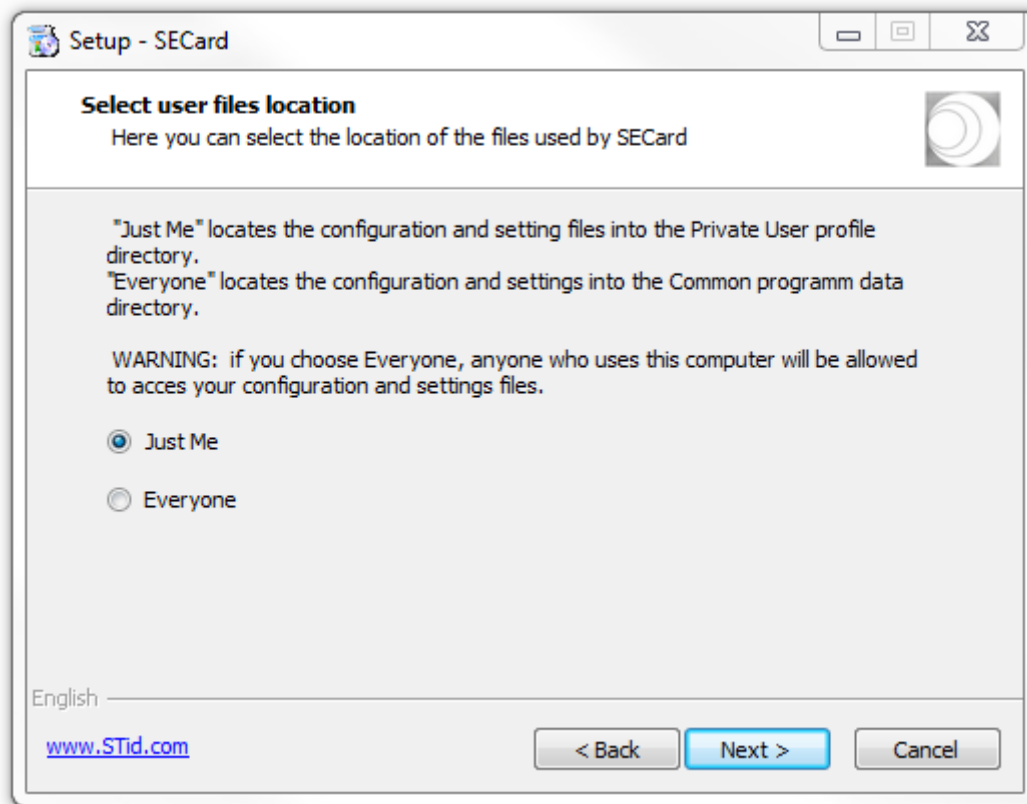 Setup - SECard
Select user files location
Here you can select the location of the files used by SECard
"Just Me" locates the configuration and setting files into the Private User profile
directory.
"Everyone" locates the configuration and settings into the Common programm data
directory.
WARNING:  if you choose Everyone, anyone who uses this computer will be allowed
to acces your configuration and settings files.
Just Me
Everyone
English
www.STid.com
< Back
Next >
Cancel